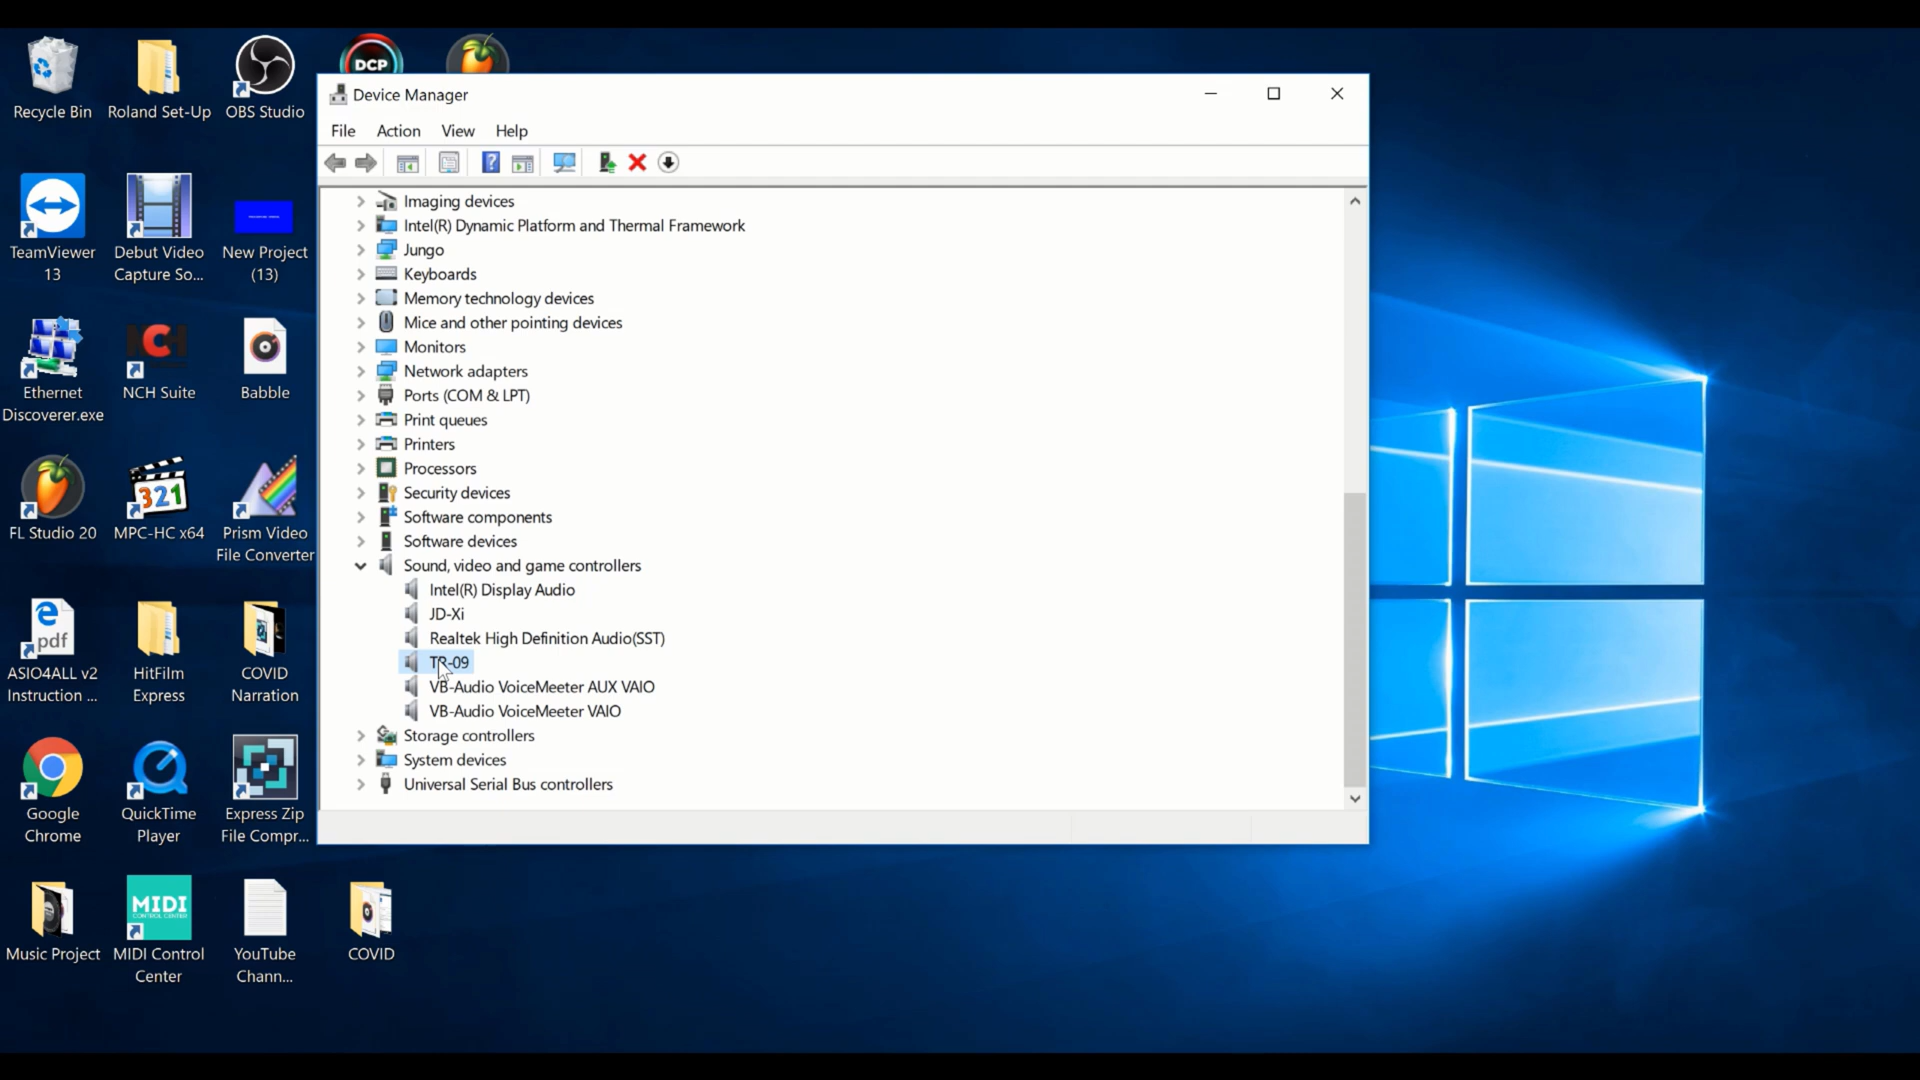 Recycle Bin
Roland Set-Up
OBS Studio
DCP
TeamViewer
13
Debut Video
Capture So...
New Project
(13)
Ethernet
Discoverer.exe
NCH Suite
Babble
FL Studio 20
321
MPC-HC x64
Prism Video
File Converter
pdf
ASIO4ALL v2
Instruction ...
HitFilm
Express
COVID
Narration
Google
Chrome
QuickTime
Player
Express Zip
File Compr...
Music Project
MIDI
CONTROL CENTER
MIDI Control
Center
YouTube
Chann...
COVID
Device Manager
File Action View Help
Imaging devices
Intel(R) Dynamic Platform and Thermal Framework
Jungo
Keyboards
Memory technology devices
Mice and other pointing devices
Monitors
Network adapters
Ports (COM & LPT)
Print queues
Printers
Processors
Security devices
Software components
Software devices
Sound, video and game controllers
Intel(R) Display Audio
JD-Xi
Realtek High Definition Audio(SST)
TR-09
VB-Audio VoiceMeeter AUX VAIO
VB-Audio VoiceMeeter VAIO
Storage controllers
System devices
Universal Serial Bus controllers